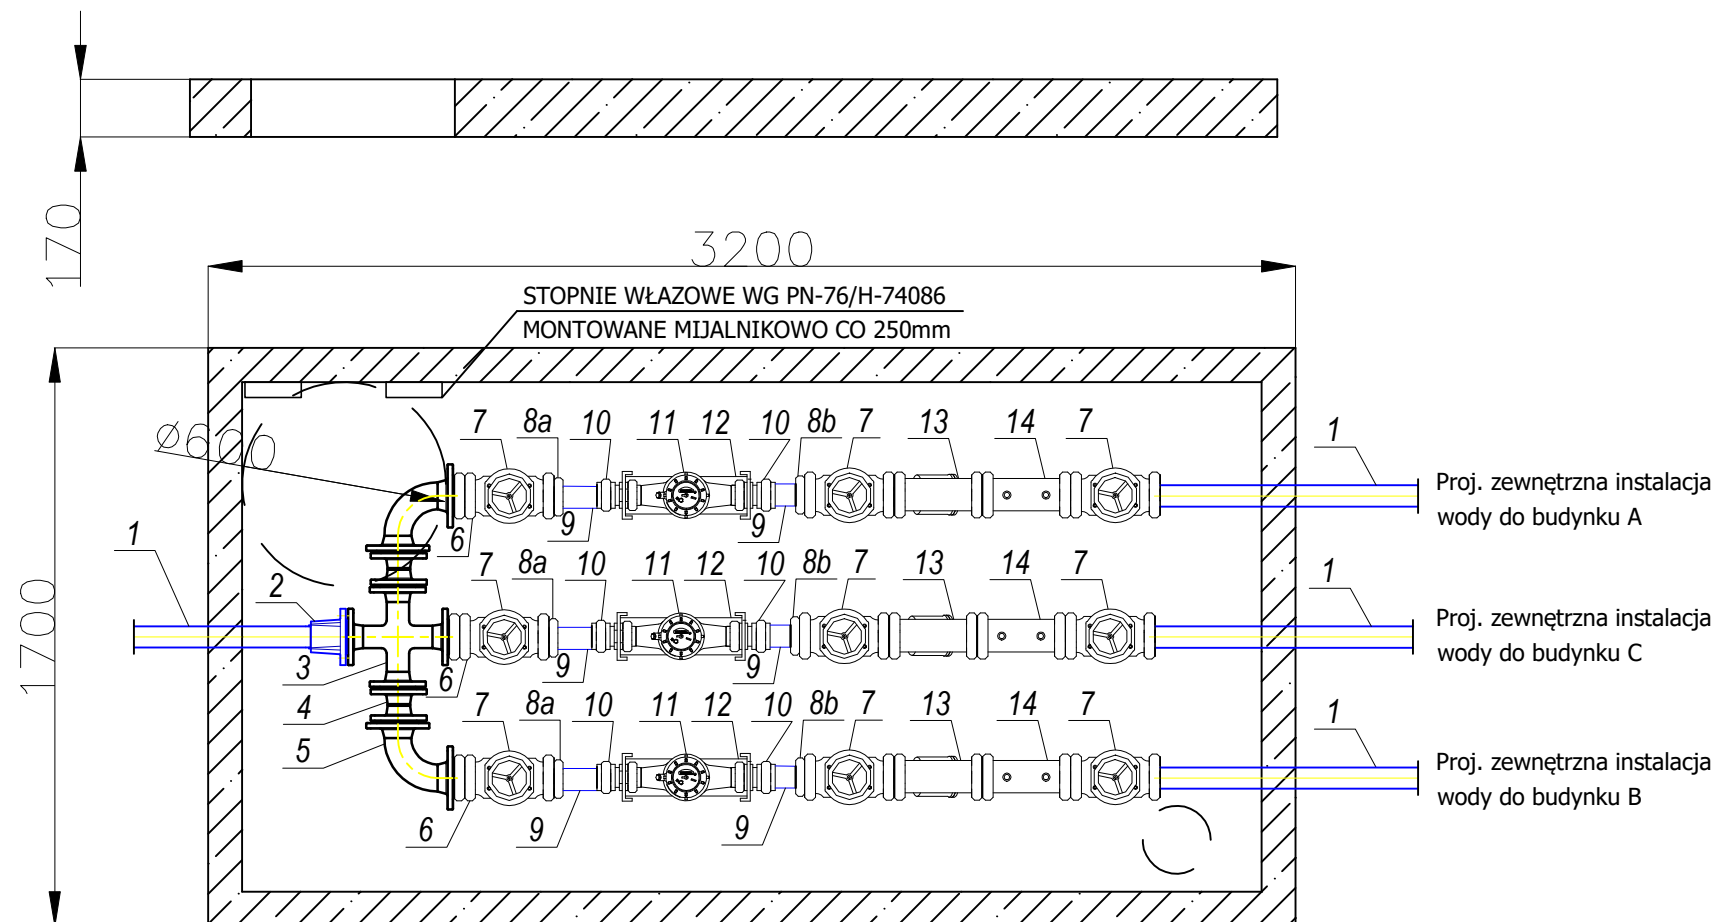 170
3200
STOPNIE WŁAZOWE WG PN-76/H-74086
MONTOWANE MIJALNIKOWO CO 250mm
1700
ø600
7 8a 10 11 12 10 8b 7 13 14 7 1
6 9 9
Proj. zewnętrzna instalacja
wody do budynku A
1 2 3 4 5
7 8a 10 11 12 10 8b 7 13 14 7 1
6 9 9
Proj. zewnętrzna instalacja
wody do budynku C
7 8a 10 11 12 10 8b 7 13 14 7 1
6 9 9
Proj. zewnętrzna instalacja
wody do budynku B